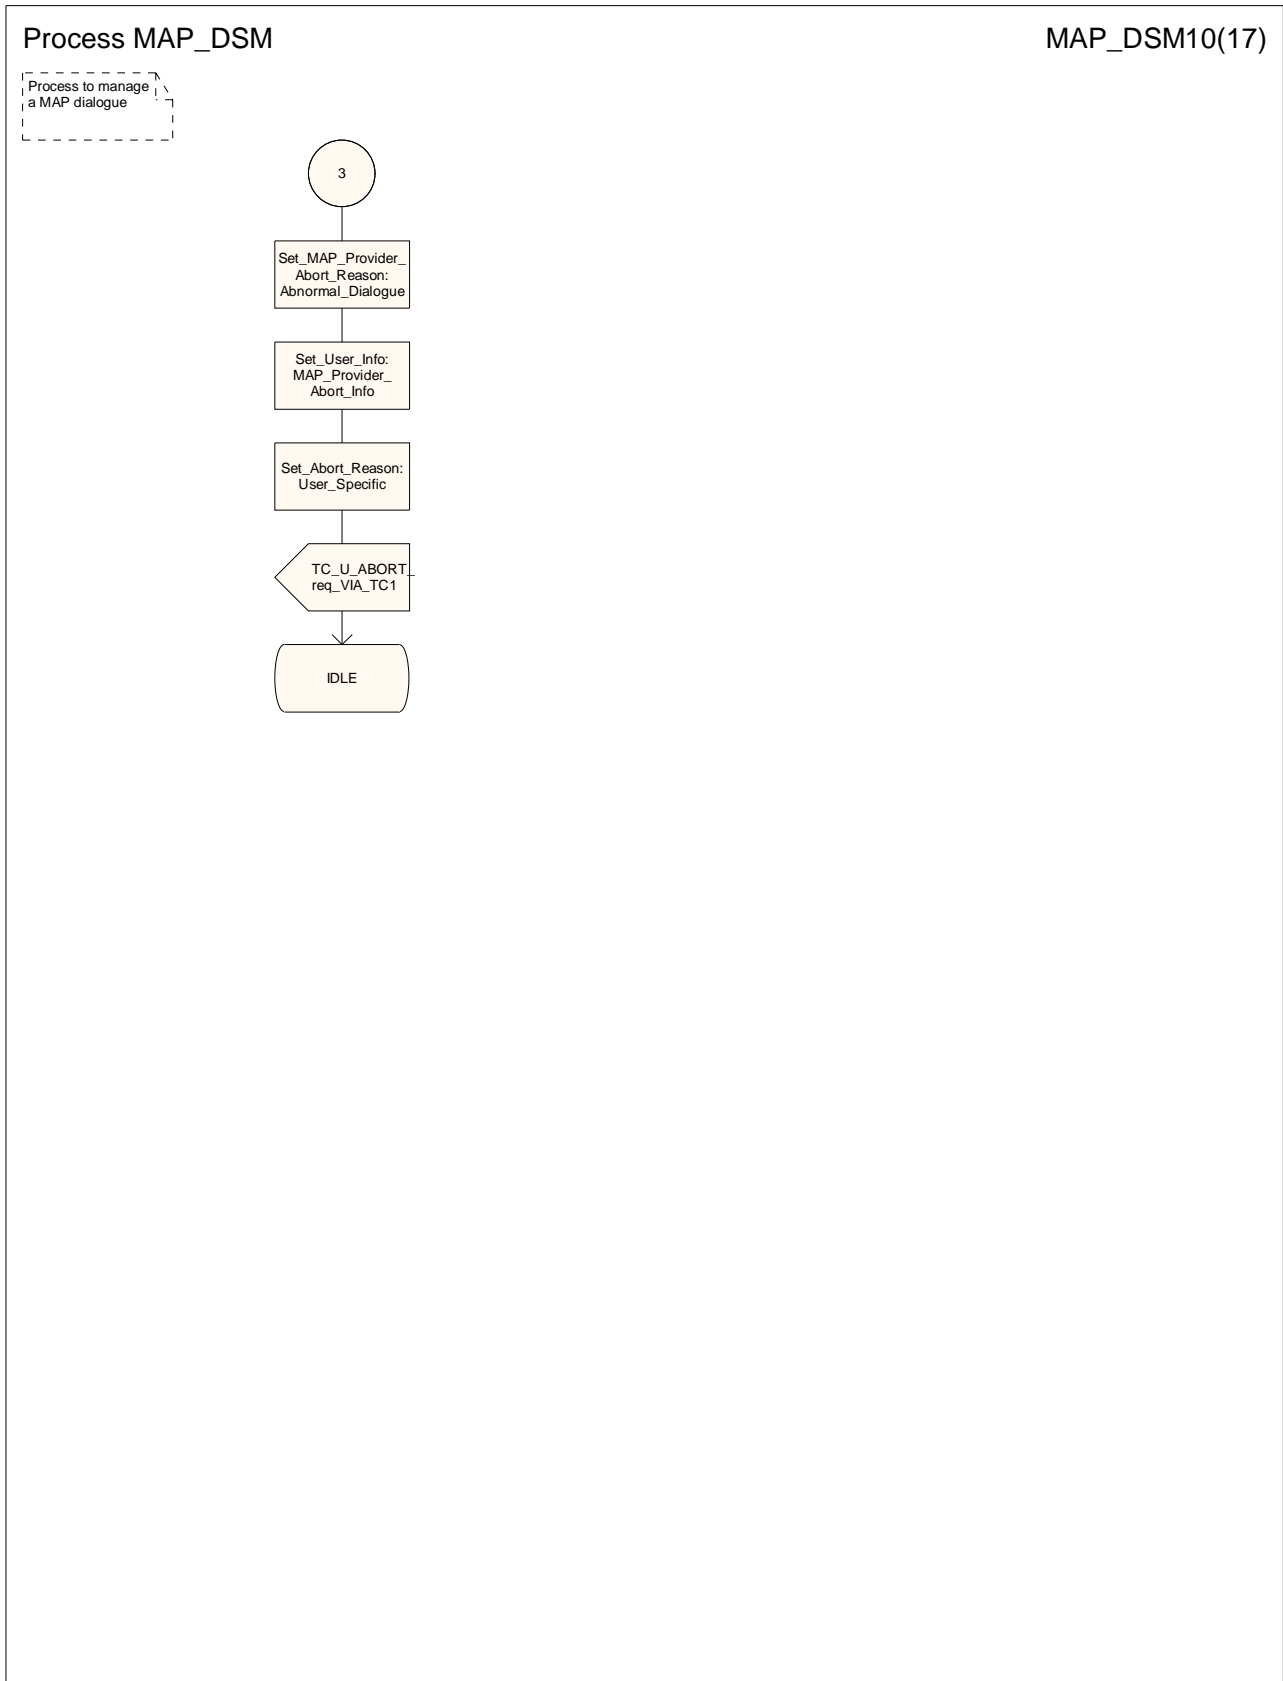 Process MAP_DSM
MAP_DSM10(17)
Process to manage
a MAP dialogue
3
Set_MAP_Provider_
Abort_Reason:
Abnormal_Dialogue
Set_User_Info:
MAP_Provider_
Abort_Info
Set_Abort_Reason:
User_Specific
TC_U_ABORT_
req_VIA_TC1
IDLE